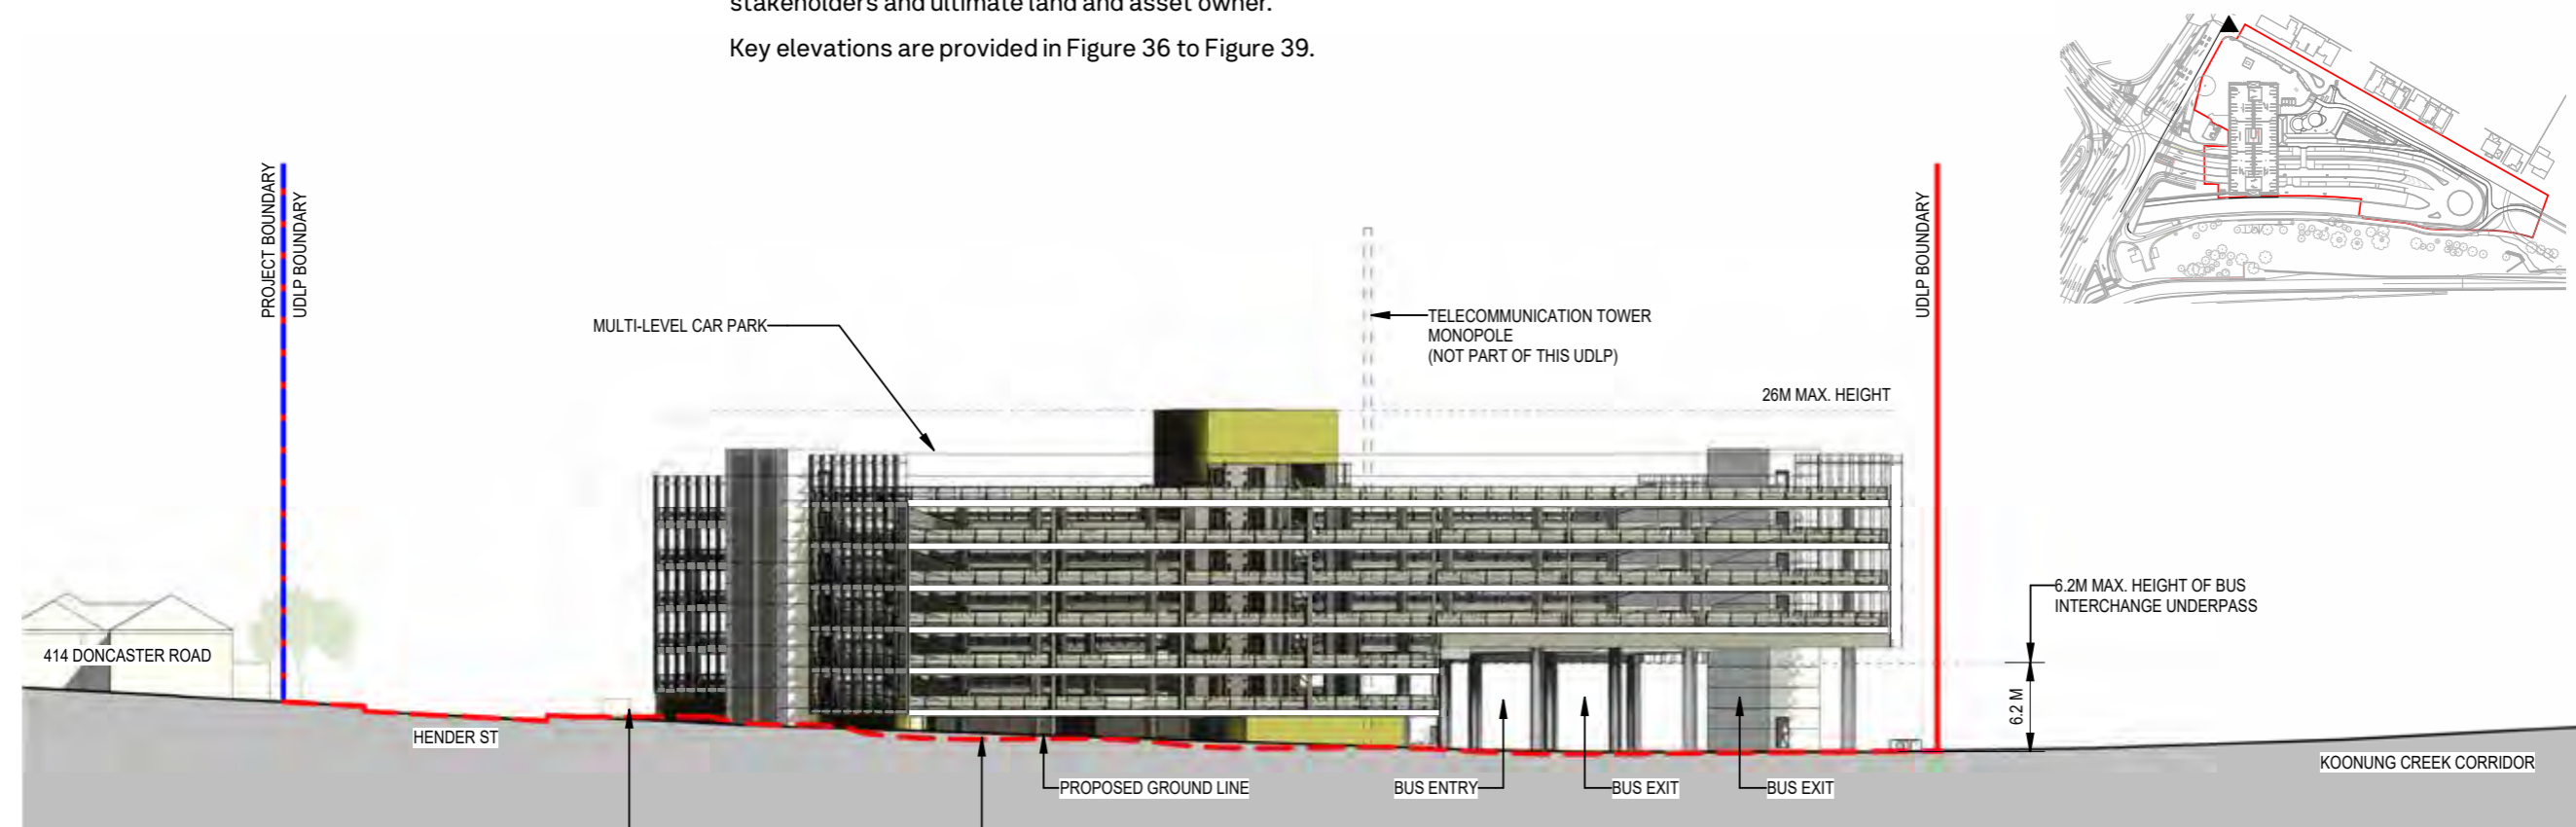 stakeholders and ultimate land and asset owner.
Key elevations are provided in Figure 36 to Figure 39.
PROJECT BOUNDARY
UDLP BOUNDARY
UDLP BOUNDARY
MULTI-LEVEL CAR PARK
TELECOMMUNICATION TOWER
MONOPOLE
(NOT PART OF THIS UDLP)
26M MAX. HEIGHT
6.2M MAX. HEIGHT OF BUS
INTERCHANGE UNDERPASS
414 DONCASTER ROAD
6.2 M
HENDER ST
KOONUNG CREEK CORRIDOR
PROPOSED GROUND LINE
BUS ENTRY
BUS EXIT
BUS EXIT